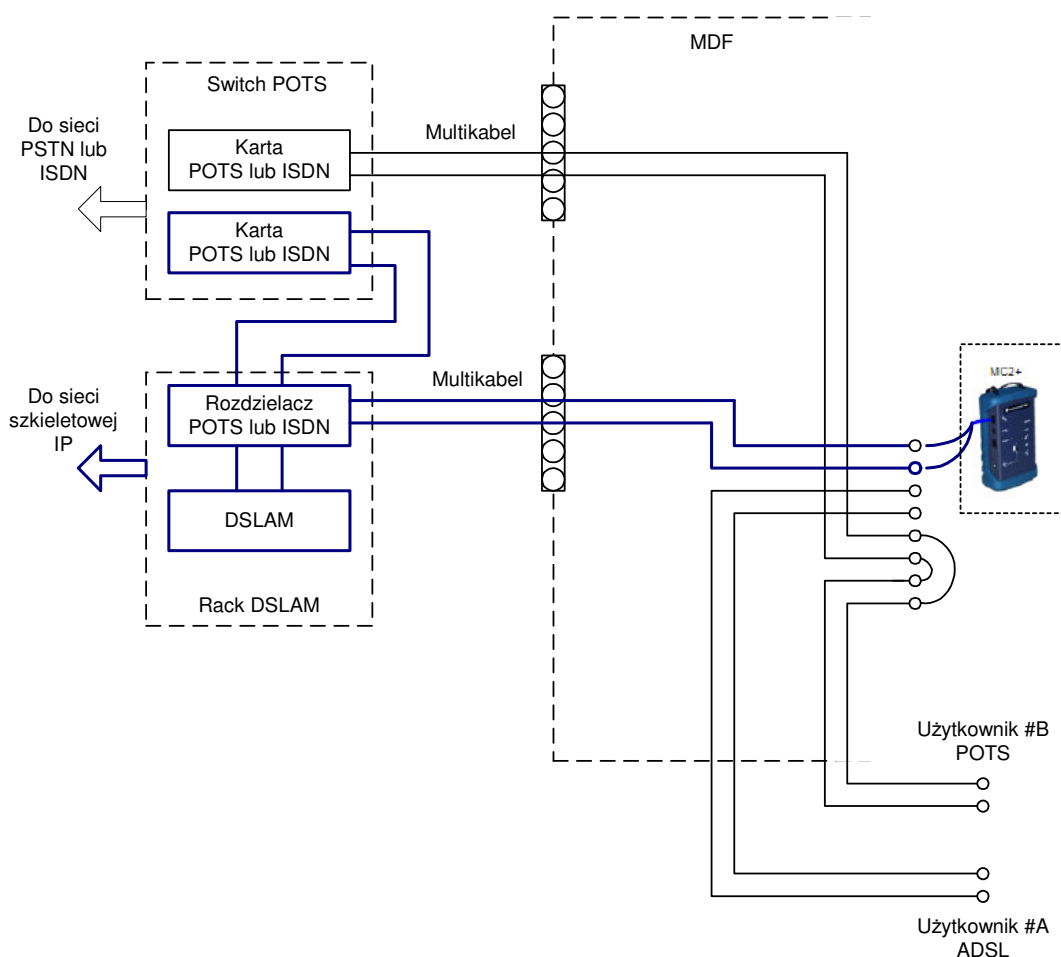 MDF
Switch POTS
Do sieci
PSTN lub
ISDN
Multikabel
Karta
POTS lub ISDN
Karta
POTS lub ISDN
Do sieci
szkieletowej
IP
Multikabel
MC2+
Rozdzielacz
POTS lub ISDN
DSLAM
Rack DSLAM
Użytkownik #B
POTS
Użytkownik #A
ADSL